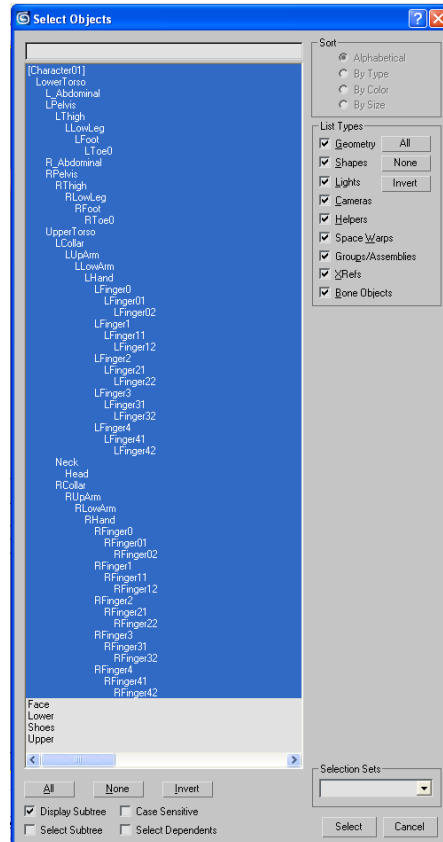 Select Objects
[Character01]
LowerTorso
L_Abdominal
LPelvis
LThigh
LLowLeg
LFoot
LToe0
R_Abdominal
RPelvis
RThigh
RLowLeg
RFoot
RToe0
UpperTorso
LCollar
LUpArm
LLowArm
LHand
LFinger0
LFinger01
LFinger02
LFinger1
LFinger11
LFinger12
LFinger2
LFinger21
LFinger22
LFinger3
LFinger31
LFinger32
LFinger4
LFinger41
LFinger42
Neck
Head
RCollar
RUpArm
RLowArm
RHand
RFinger0
RFinger01
RFinger02
RFinger1
RFinger11
RFinger12
RFinger2
RFinger21
RFinger22
RFinger3
RFinger31
RFinger32
RFinger4
RFinger41
RFinger42
Face
Lower
Shoes
Upper
All None Invert
Display Subtree Case Sensitive
Select Subtree Select Dependents
Sort
Alphabetical
By Type
By Color
By Size
List Types
Geometry All
Shapes None
Lights Invert
Cameras
Helpers
Space Warps
Groups/Assemblies
XRefs
Bone Objects
Selection Sets
Select Cancel